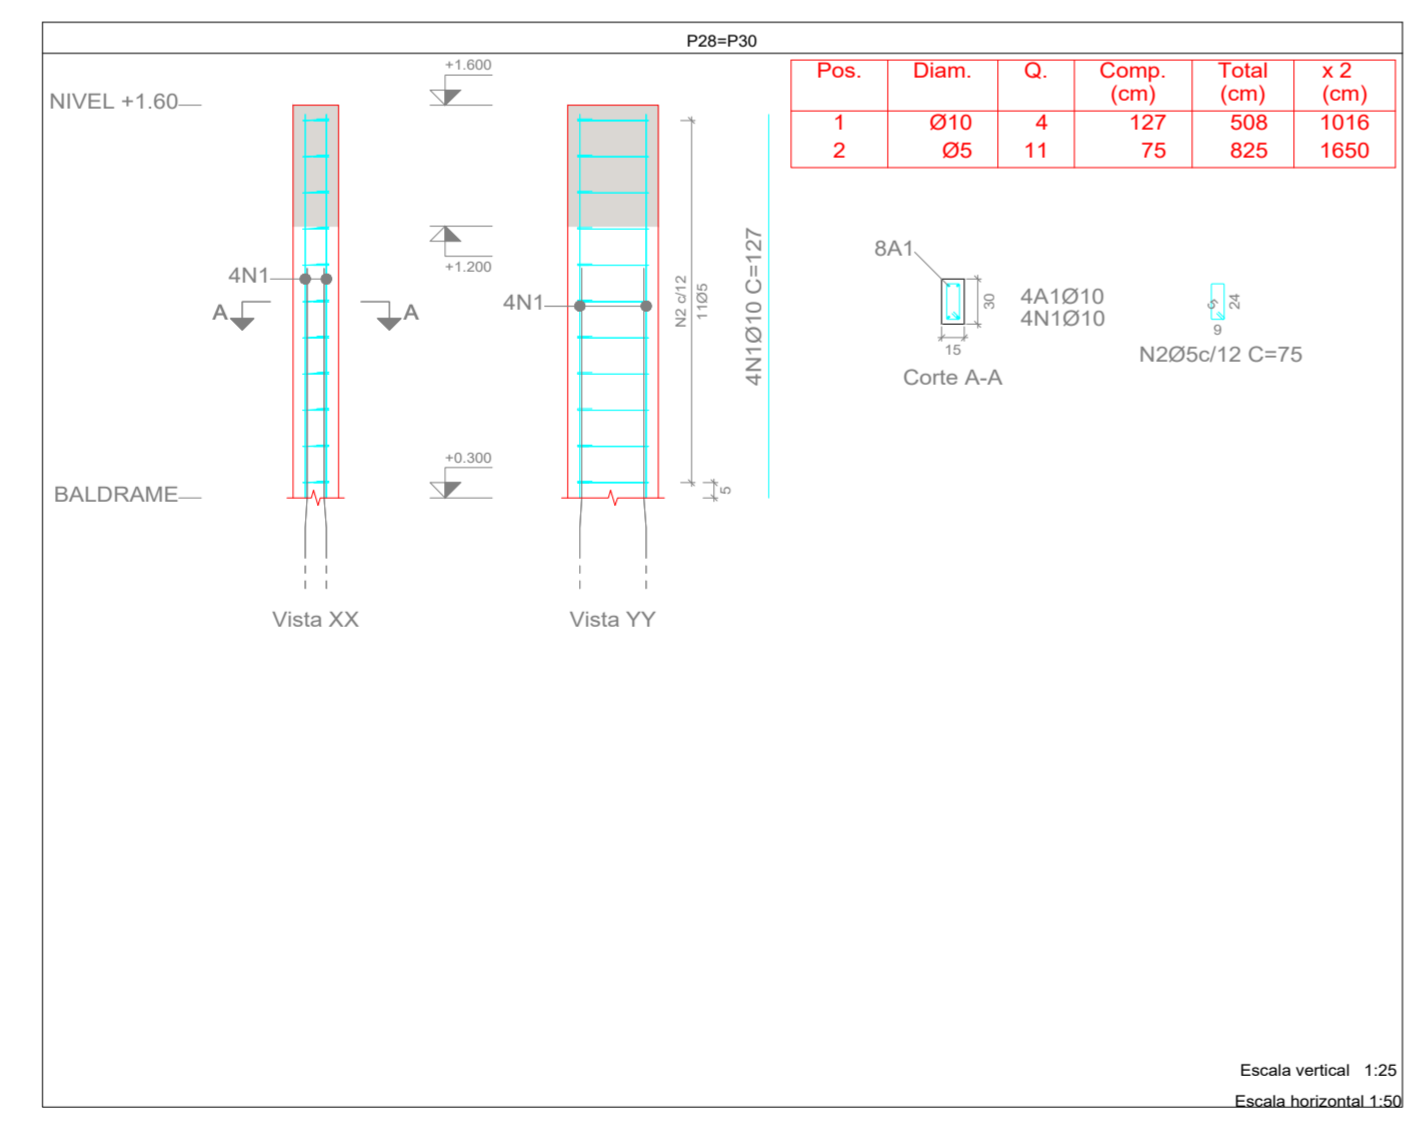 P28=P30
NIVEL +1.60
+1.600
+1.200
4N1
A
A
BALDRAME
+0.300
4N1
N2 c/12
11Ø5
5
4N1Ø10 C=127
Vista XX
Vista YY
Pos. Diam. Q. Comp. (cm) Total (cm) x 2 (cm)
1 Ø10 4 127 508 1016
2 Ø5 11 75 825 1650
8A1
30
15
4A1Ø10
4N1Ø10
Corte A-A
5
24
9
N2Ø5c/12 C=75
Escala vertical 1:25
Escala horizontal 1:50